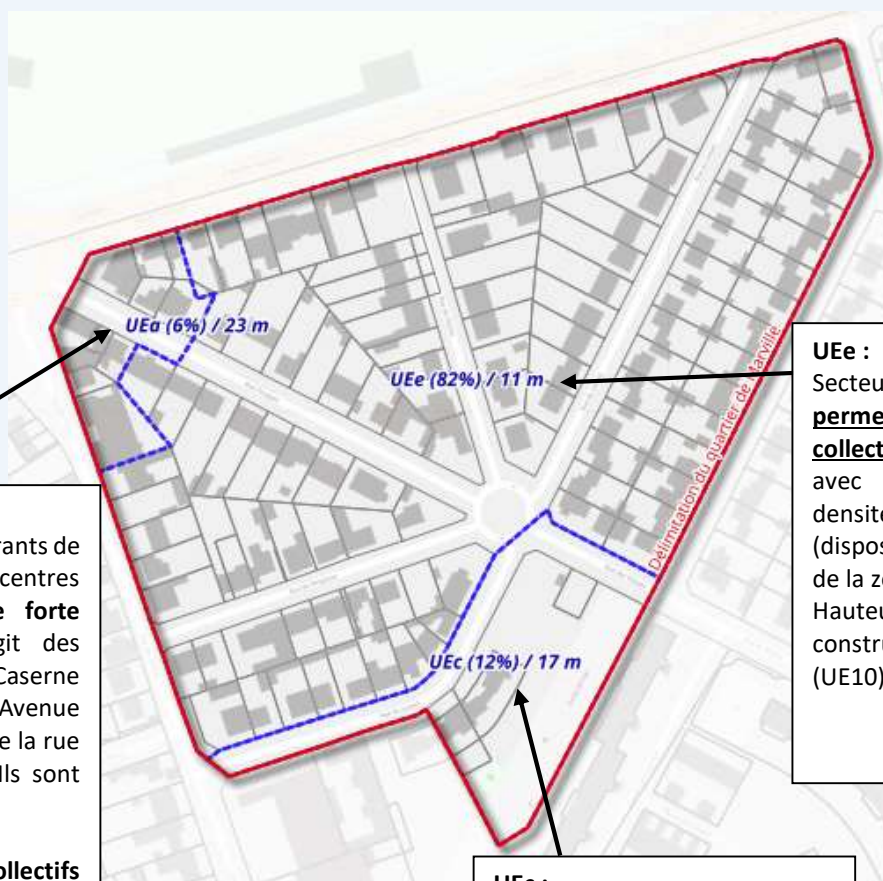 UEa (6%) / 23 m
UEe (82%) / 11 m
UEc (12%) / 17 m
Délimitation du quartier de Marville
UEe :
Secteu
perme
collect
avec
densité
(dispos
de la zo
Hauteu
constru
(UE10)
rants de
centres
e forte
git des
Caserne
Avenue
e la rue
Ils sont
ollectifs
UEc :